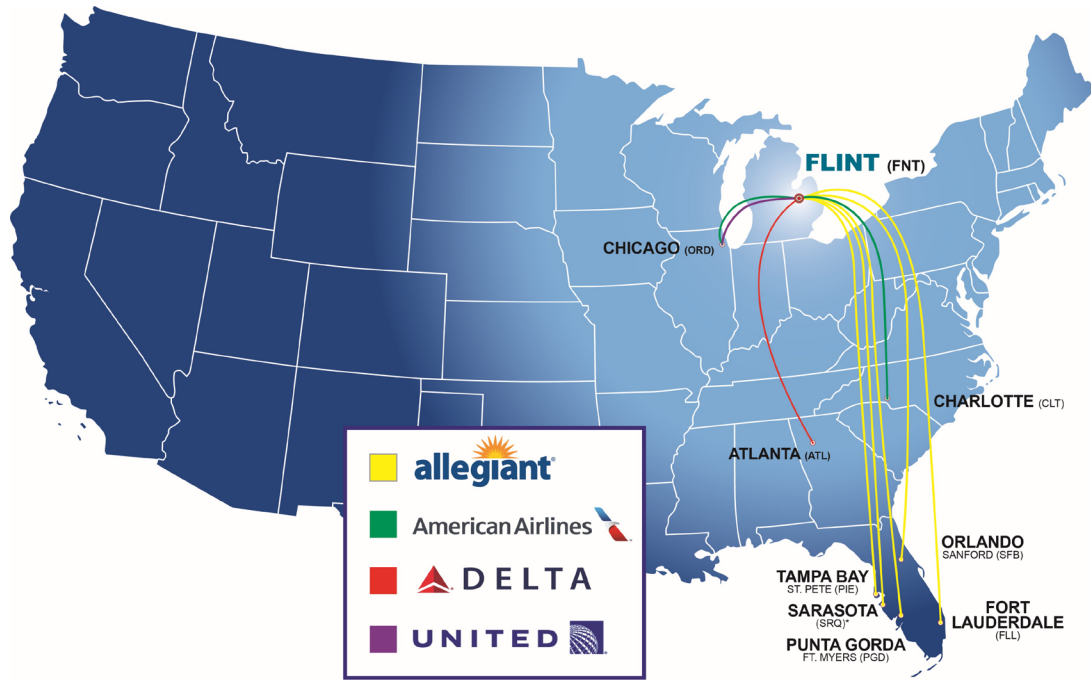 FLINT (FNT)
CHICAGO (ORD)
CHARLOTTE (CLT)
ATLANTA (ATL)
ORLANDO
SANFORD (SFB)
TAMPA BAY
ST. PETE (PIE)
SARASOTA
(SRQ)*
FORT
LAUDERDALE
(FLL)
PUNTA GORDA
FT. MYERS (PGD)
allegiant®
American Airlines
DELTA
UNITED